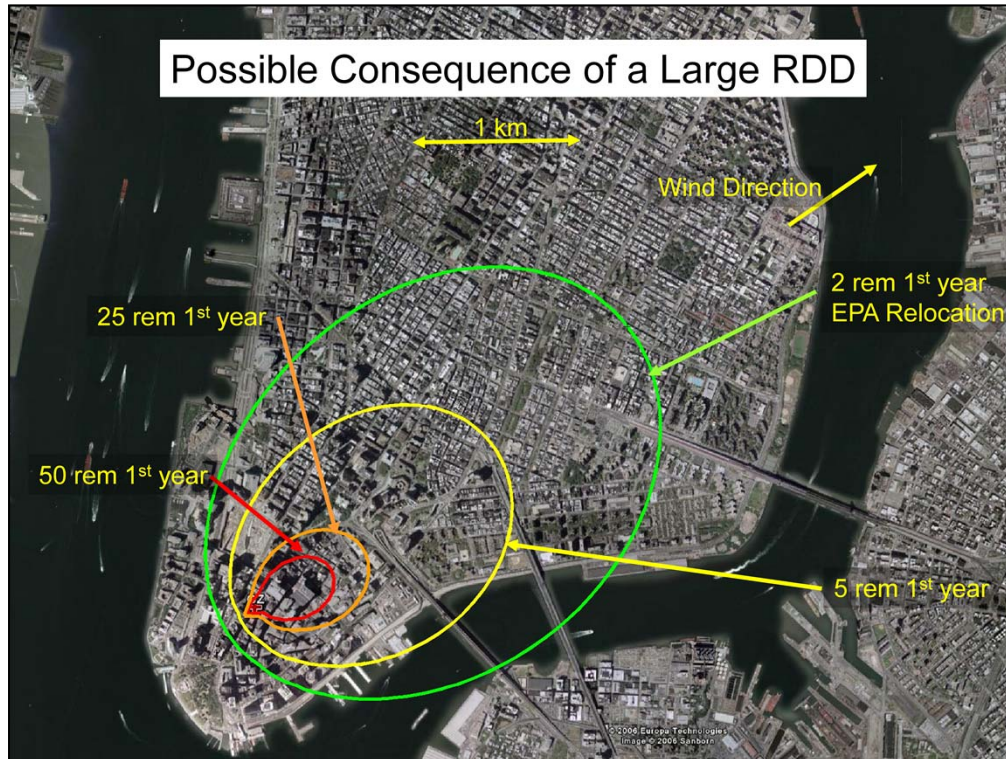 Possible Consequence of a Large RDD
1 km
Wind Direction
2 rem 1st year
EPA Relocation
25 rem 1st year
50 rem 1st year
5 rem 1st year
© 2006 Europa Technologies
Image © 2006 Sanborn